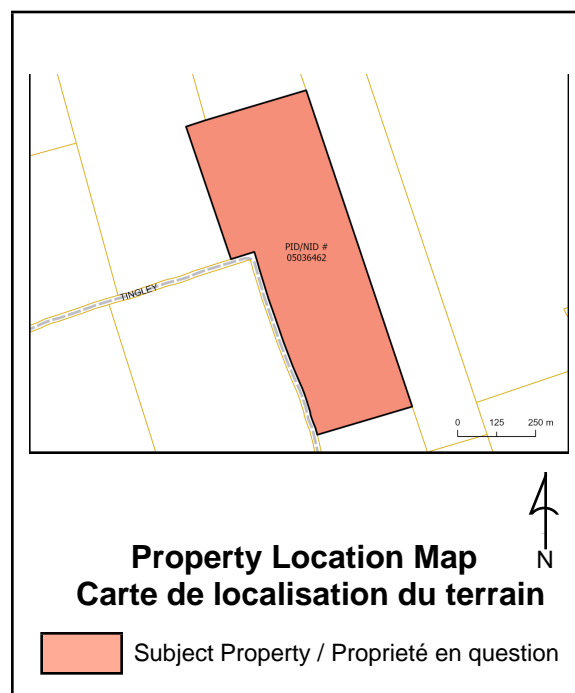 PID/NID #
05036462
TINGLEY
0 125 250 m
N
Property Location Map
Carte de localisation du terrain
Subject Property / Proprieté en question